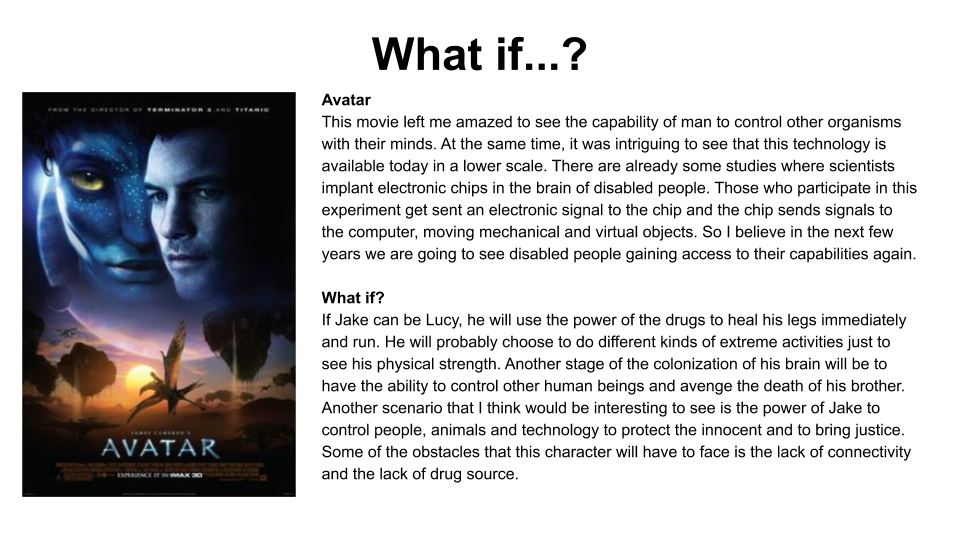 What if...?
FROM THE DIRECTOR OF TERMINATOR 2 AND TITANIC
JAMES CAMERON'S
AVATAR
EXPERIENCE IT IN IMAX 3D
Avatar
This movie left me amazed to see the capability of man to control other organisms
with their minds. At the same time, it was intriguing to see that this technology is
available today in a lower scale. There are already some studies where scientists
implant electronic chips in the brain of disabled people. Those who participate in this
experiment get sent an electronic signal to the chip and the chip sends signals to
the computer, moving mechanical and virtual objects. So I believe in the next few
years we are going to see disabled people gaining access to their capabilities again.
What if?
If Jake can be Lucy, he will use the power of the drugs to heal his legs immediately
and run. He will probably choose to do different kinds of extreme activities just to
see his physical strength. Another stage of the colonization of his brain will be to
have the ability to control other human beings and avenge the death of his brother.
Another scenario that I think would be interesting to see is the power of Jake to
control people, animals and technology to protect the innocent and to bring justice.
Some of the obstacles that this character will have to face is the lack of connectivity
and the lack of drug source.